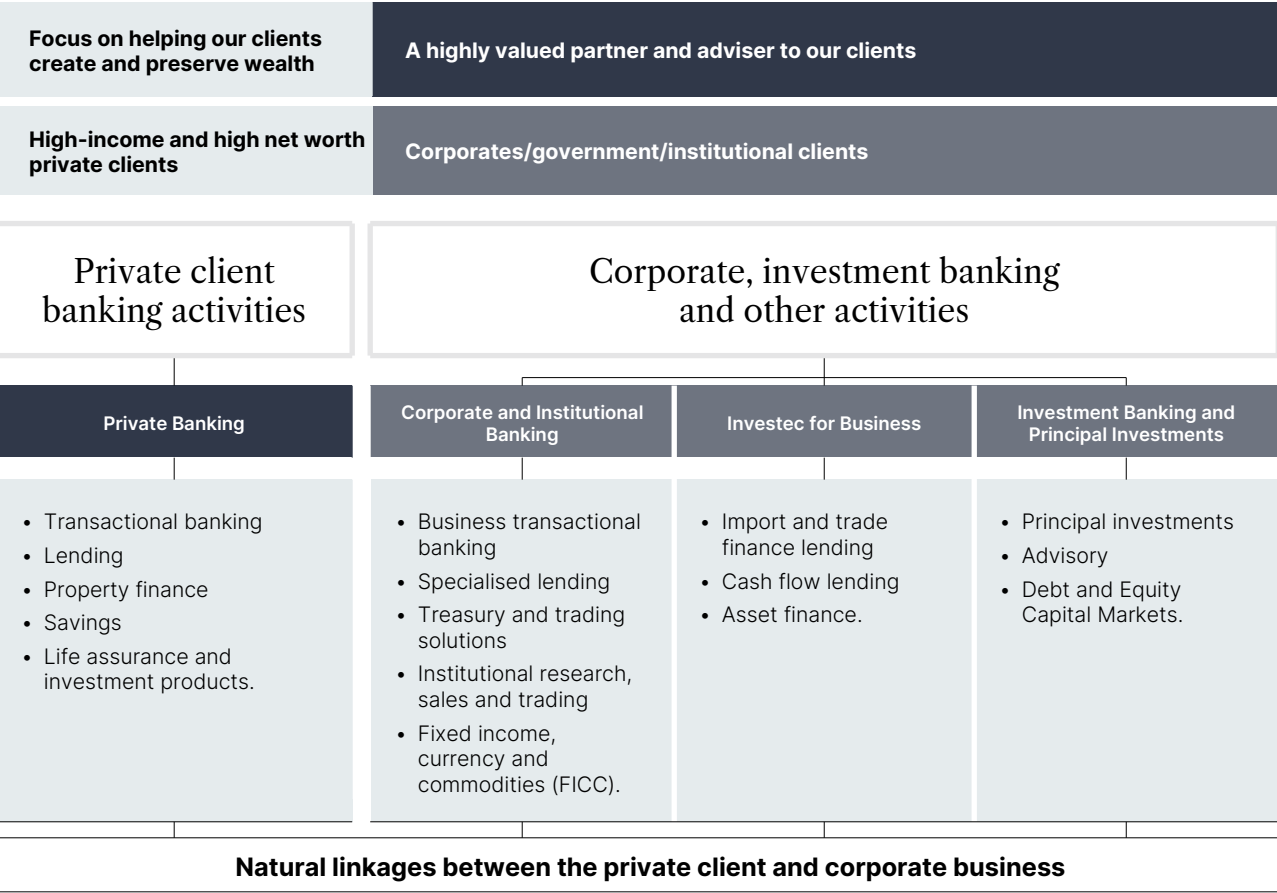 Focus on helping our clients
create and preserve wealth
A highly valued partner and adviser to our clients
High-income and high net worth
private clients
Corporates/government/institutional clients
Private client
banking activities
Corporate, investment banking
and other activities
Private Banking
Corporate and Institutional
Banking
Investec for Business
Investment Banking and
Principal Investments
• Transactional banking
• Lending
• Property finance
• Savings
• Life assurance and
investment products.
• Business transactional
banking
• Specialised lending
• Treasury and trading
solutions
• Institutional research,
sales and trading
• Fixed income,
currency and
commodities (FICC).
• Import and trade
finance lending
• Cash flow lending
• Asset finance.
• Principal investments
• Advisory
• Debt and Equity
Capital Markets.
Natural linkages between the private client and corporate business